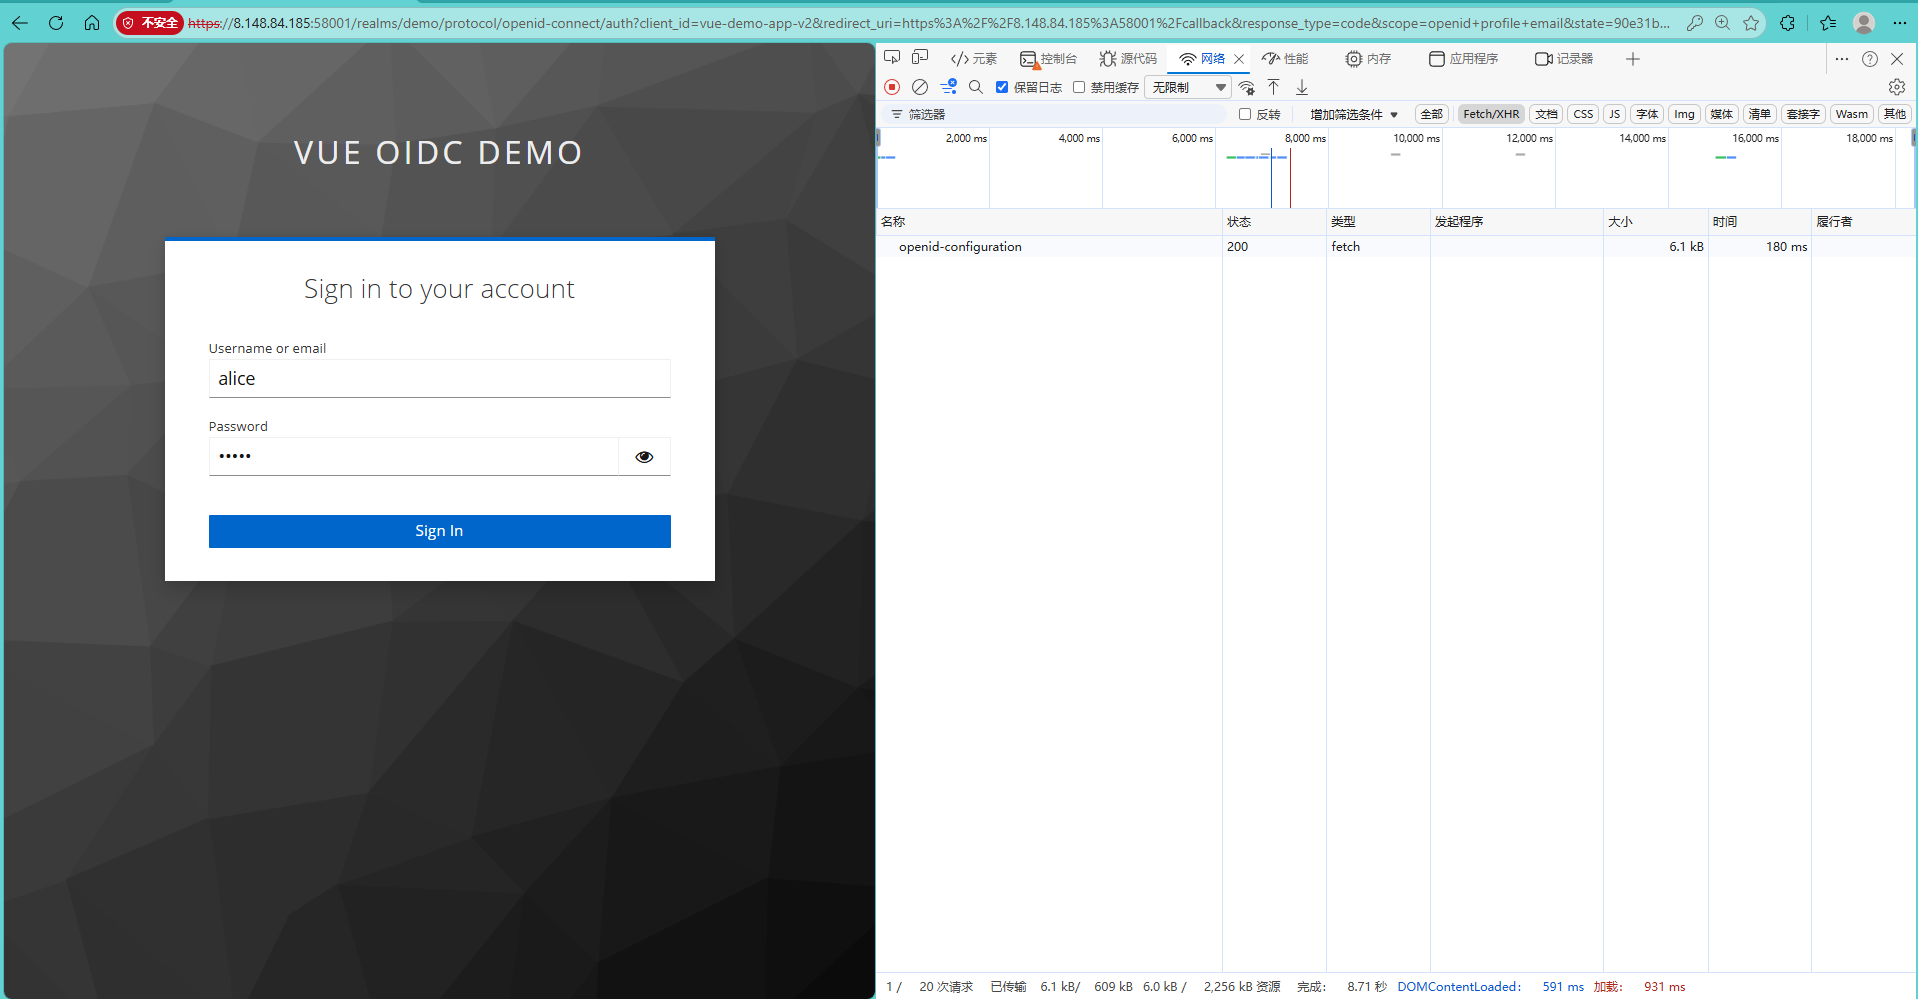 不安全 https://8.148.84.185:58001/realms/demo/protocol/openid-connect/auth?client_id=vue-demo-app-v2&redirect_uri=https%3A%2F%2F8.148.84.185%3A58001%2Fcallback&response_type=code&scope=openid+profile+email&state=90e31b...
VUE OIDC DEMO
Sign in to your account
Username or email
alice
Password
•••••
Sign In
元素 控制台 源代码 网络 性能 内存 应用程序 记录器
保留日志 禁用缓存 无限制
筛选器 反转 增加筛选条件 全部 Fetch/XHR 文档 CSS JS 字体 Img 媒体 清单 套接字 Wasm 其他
2,000 ms 4,000 ms 6,000 ms 8,000 ms 10,000 ms 12,000 ms 14,000 ms 16,000 ms 18,000 ms
名称 状态 类型 发起程序 大小 时间 履行者
openid-configuration 200 fetch 6.1 kB 180 ms
1 / 20 次请求 已传输 6.1 kB/ 609 kB 6.0 kB / 2,256 kB 资源 完成: 8.71 秒 DOMContentLoaded: 591 ms 加载: 931 ms